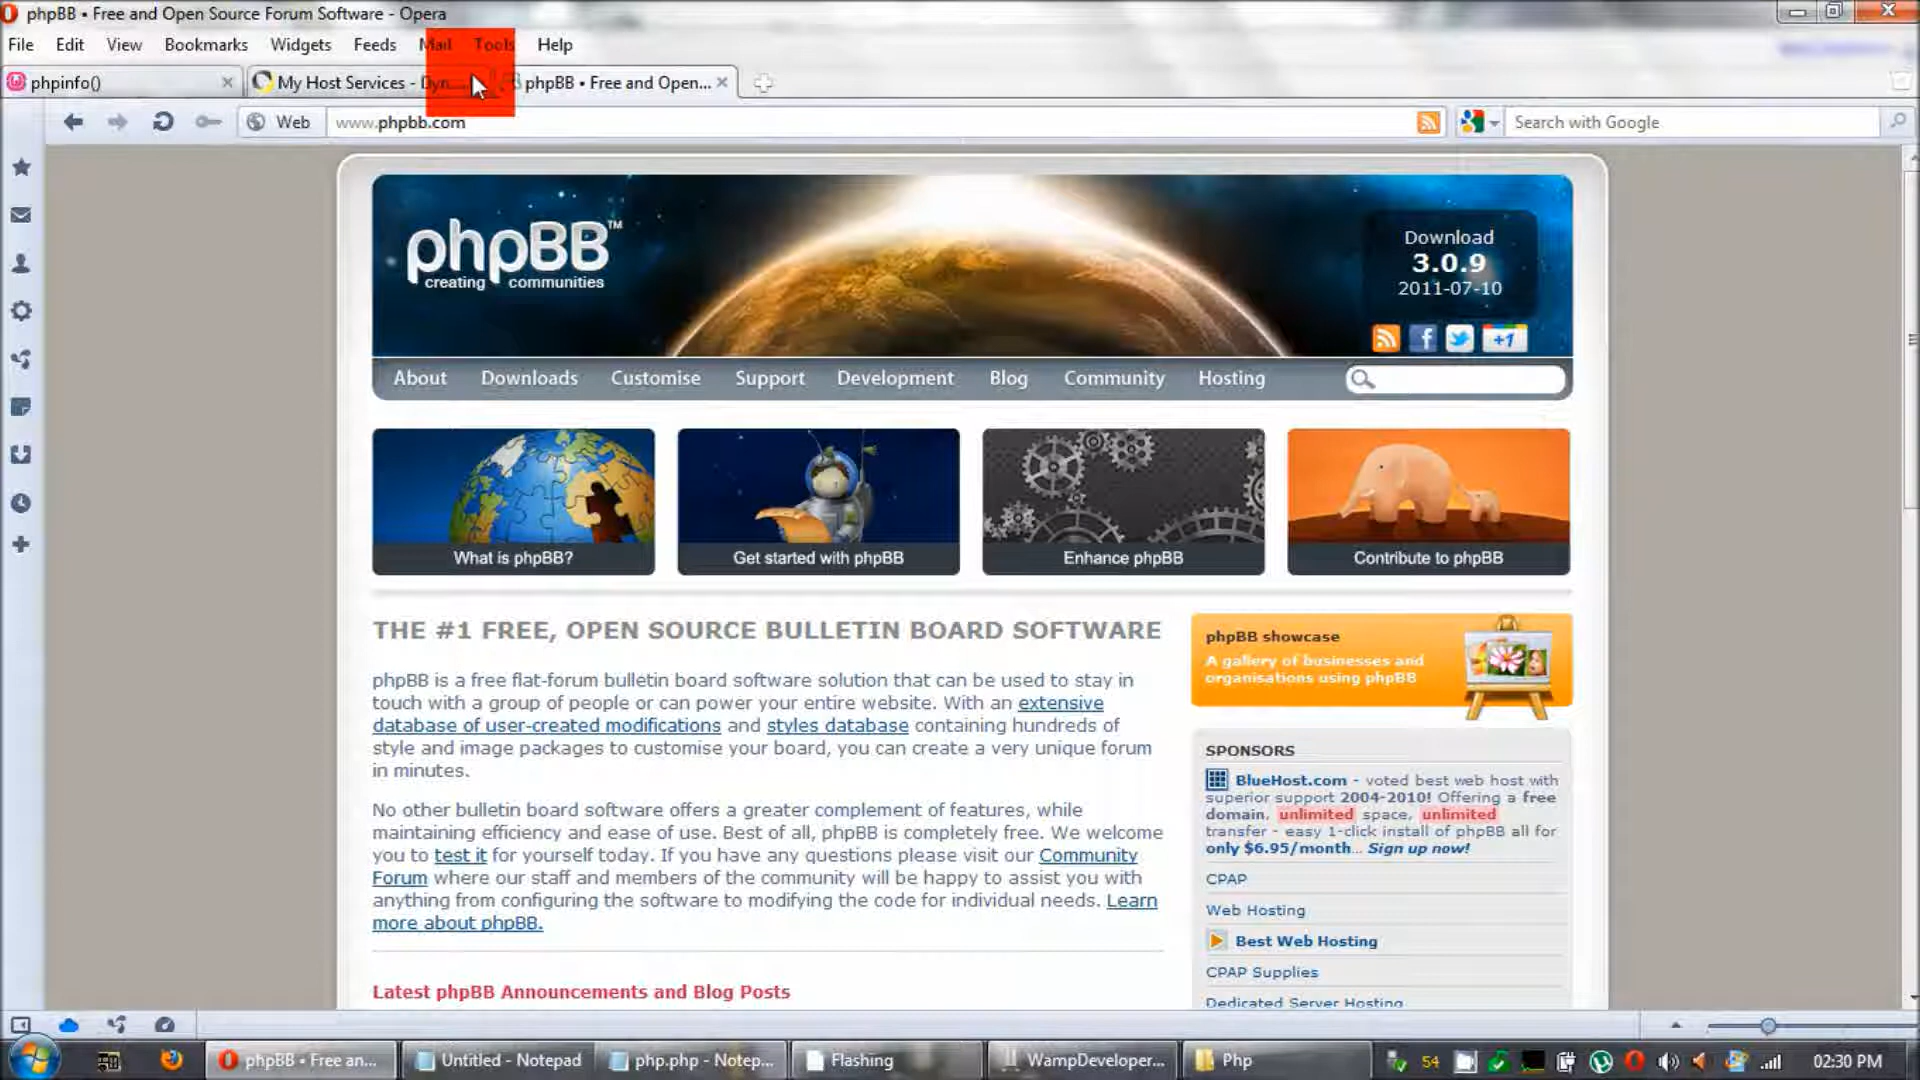 phpBB • Free and Open Source Forum Software - Opera
File Edit View Bookmarks Widgets Feeds Mail Tools Help
phpinfo() My Host Services - Dyn... phpBB • Free and Open...
Web www.phpbb.com Search with Google
phpBB™
creating communities
Download
3.0.9
2011-07-10
+1
About Downloads Customise Support Development Blog Community Hosting
What is phpBB? Get started with phpBB Enhance phpBB Contribute to phpBB
THE #1 FREE, OPEN SOURCE BULLETIN BOARD SOFTWARE
phpBB is a free flat-forum bulletin board software solution that can be used to stay in
touch with a group of people or can power your entire website. With an extensive
database of user-created modifications and styles database containing hundreds of
style and image packages to customise your board, you can create a very unique forum
in minutes.
No other bulletin board software offers a greater complement of features, while
maintaining efficiency and ease of use. Best of all, phpBB is completely free. We welcome
you to test it for yourself today. If you have any questions please visit our Community
Forum where our staff and members of the community will be happy to assist you with
anything from configuring the software to modifying the code for individual needs. Learn
more about phpBB.
Latest phpBB Announcements and Blog Posts
phpBB showcase
A gallery of businesses and
organisations using phpBB
SPONSORS
BlueHost.com - voted best web host with
superior support 2004-2010! Offering a free
domain, unlimited space, unlimited
transfer - easy 1-click install of phpBB all for
only $6.95/month... Sign up now!
CPAP
Web Hosting
Best Web Hosting
CPAP Supplies
Dedicated Server Hosting
phpBB • Free an... Untitled - Notepad php.php - Notep... Flashing WampDeveloper... Php 54 02:30 PM